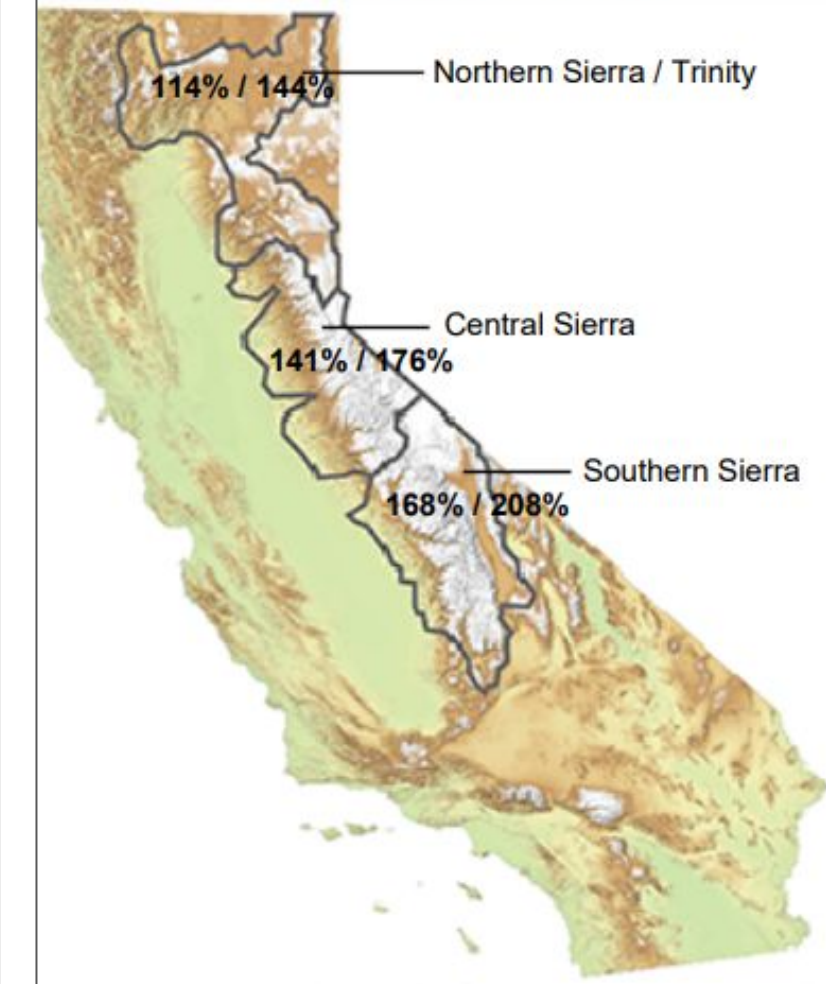 Northern Sierra / Trinity
114% / 144%
Central Sierra
141% / 176%
Southern Sierra
168% / 208%